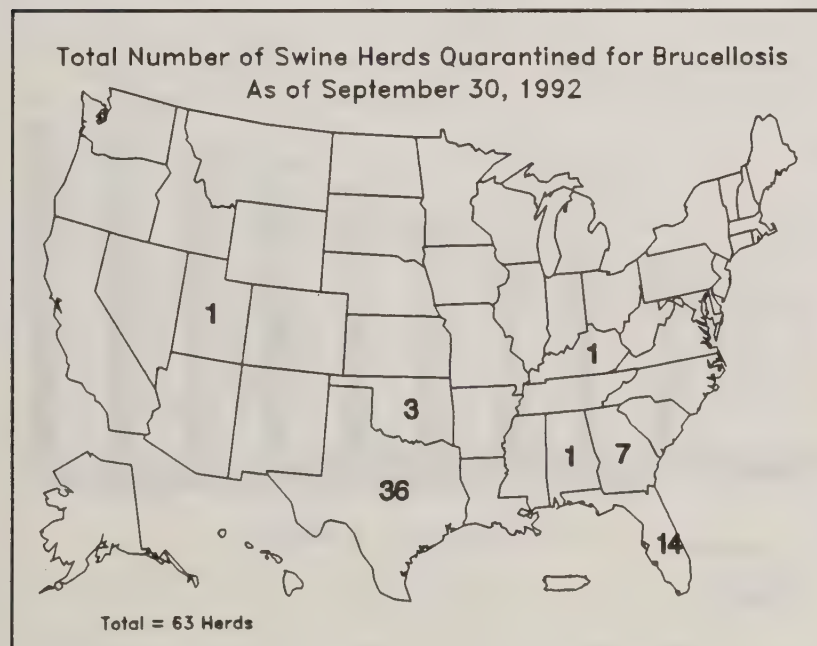 Total Number of Swine Herds Quarantined for Brucellosis
As of September 30, 1992
1
1
3
1
7
36
14
Total = 63 Herds